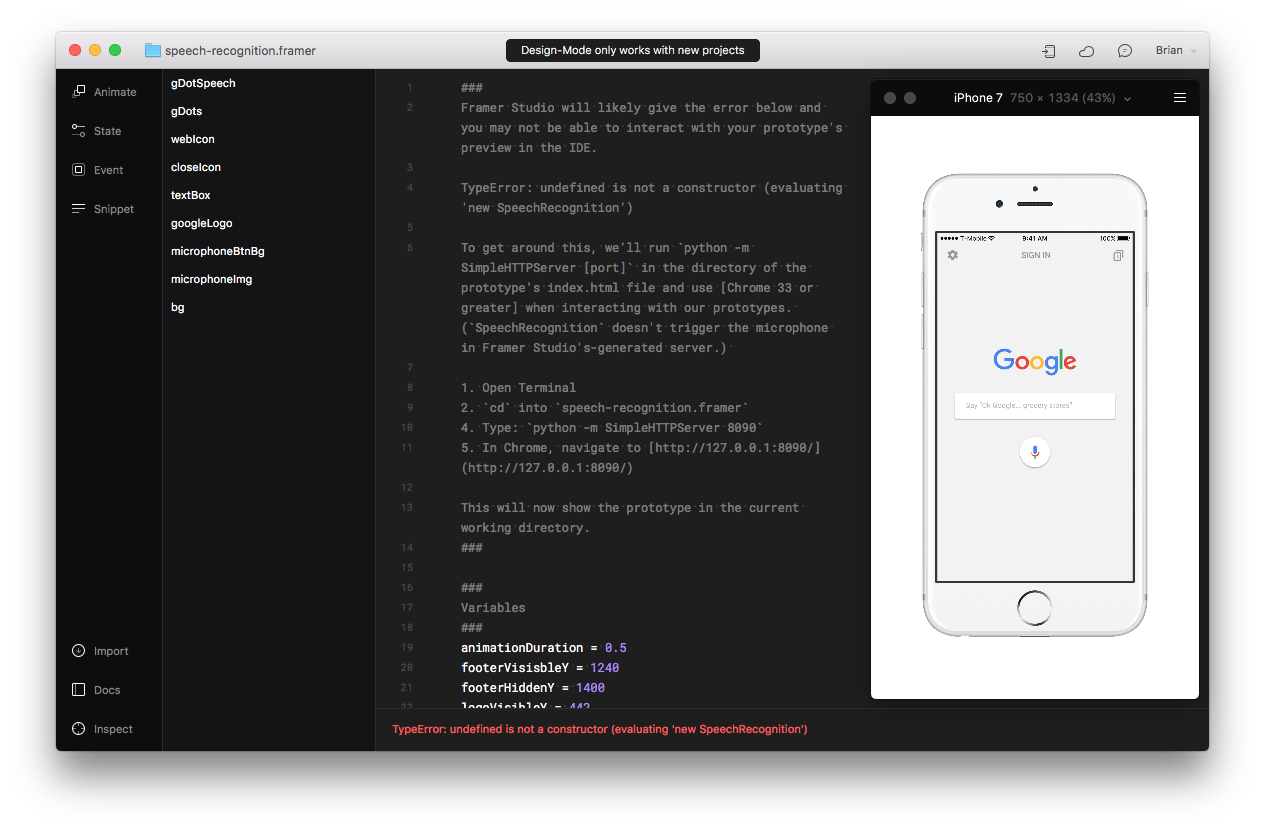 speech-recognition.framer
Design-Mode only works with new projects
Brian
Animate
State
Event
Snippet
Import
Docs
Inspect
gDotSpeech
gDots
webIcon
closeIcon
textBox
googleLogo
microphoneBtnBg
microphoneImg
bg
1 ###
2 Framer Studio will likely give the error below and
you may not be able to interact with your prototype's
preview in the IDE.
3
4 TypeError: undefined is not a constructor (evaluating
'new SpeechRecognition')
5
6 To get around this, we'll run `python -m
SimpleHTTPServer [port]` in the directory of the
prototype's index.html file and use [Chrome 33 or
greater] when interacting with our prototypes.
(`SpeechRecognition` doesn't trigger the microphone
in Framer Studio's-generated server.)
7
8 1. Open Terminal
9 2. `cd` into `speech-recognition.framer`
10 4. Type: `python -m SimpleHTTPServer 8090`
11 5. In Chrome, navigate to [http://127.0.0.1:8090/]
(http://127.0.0.1:8090/)
12
13 This will now show the prototype in the current
working directory.
14 ###
15
16 ###
17 Variables
18 ###
19 animationDuration = 0.5
20 footerVisisbleY = 1240
21 footerHiddenY = 1400
22 logoVisibleY = 442
TypeError: undefined is not a constructor (evaluating 'new SpeechRecognition')
iPhone 7 750 × 1334 (43%)
T-Mobile 9:41 AM 100%
SIGN IN
1
Google
Say "Ok Google... grocery stores"